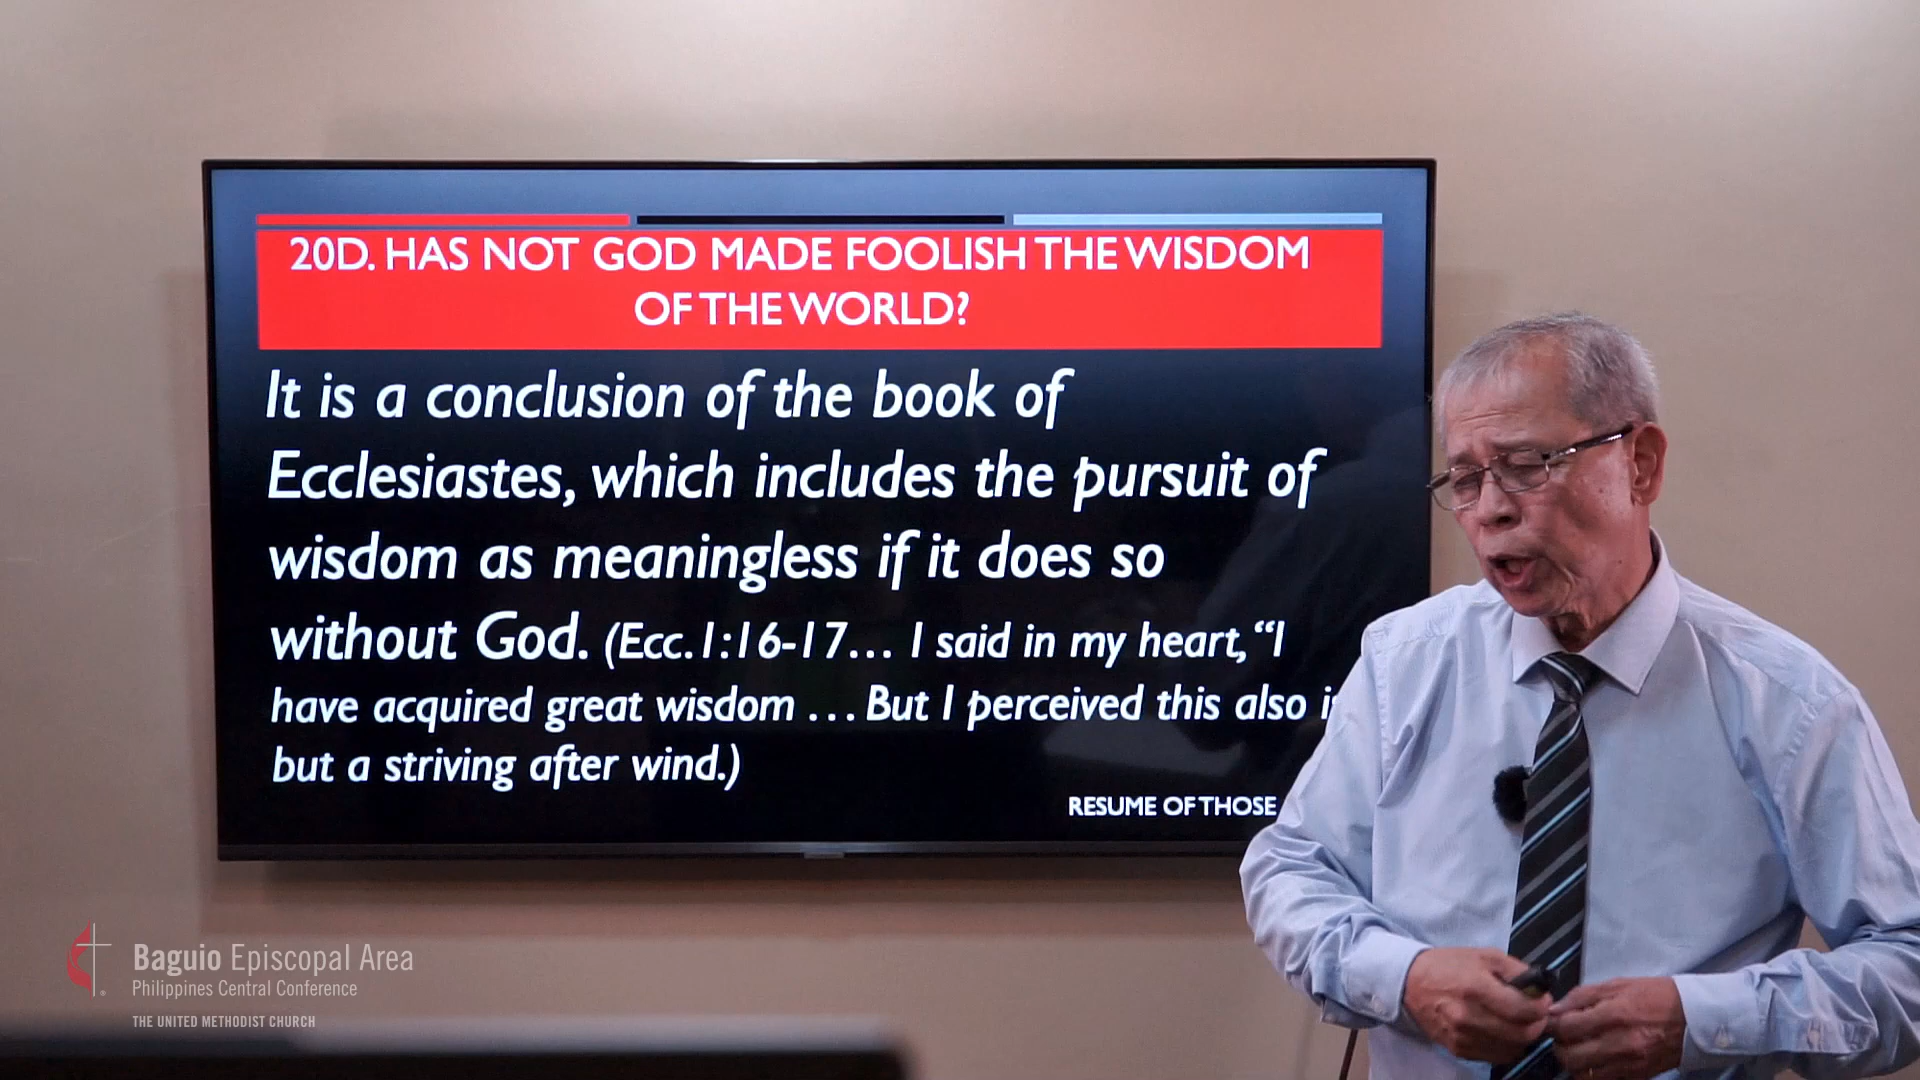 20D. HAS NOT GOD MADE FOOLISH THE WISDOM
OF THE WORLD?
It is a conclusion of the book of
Ecclesiastes, which includes the pursuit of
wisdom as meaningless if it does so
without God. (Ecc.1:16-17... I said in my heart, “I
have acquired great wisdom ... But I perceived this also
but a striving after wind.)
RESUME OF THOSE
Baguio Episcopal Area
Philippines Central Conference
THE UNITED METHODIST CHURCH